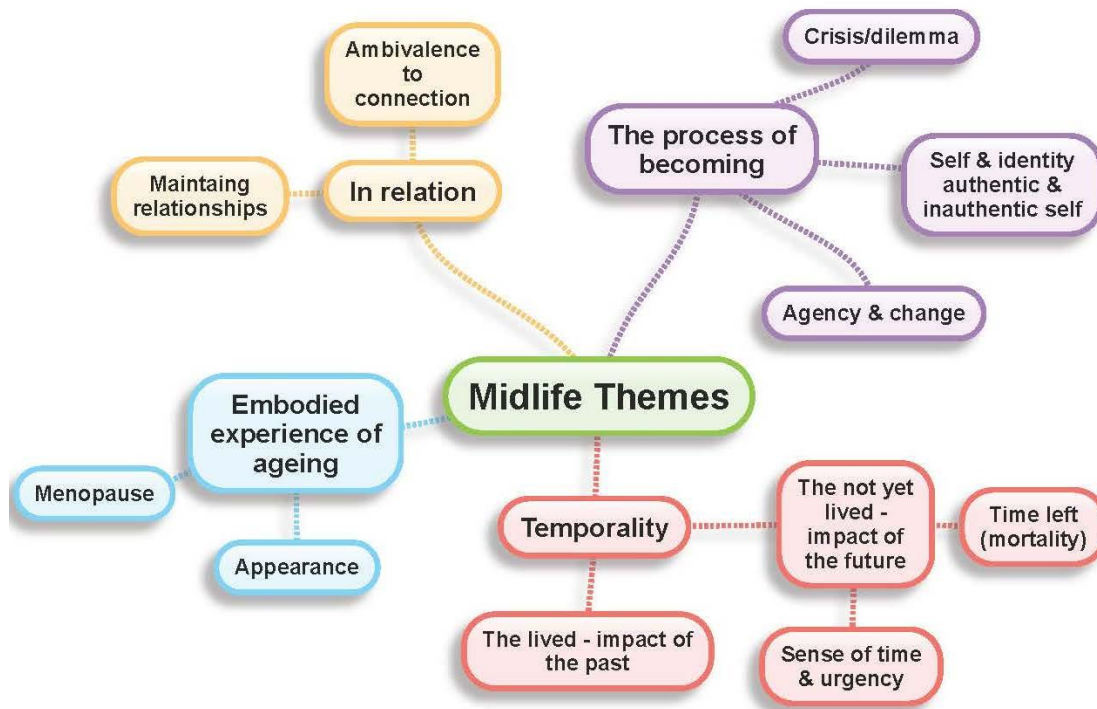 Ambivalence
to
connection
Maintaing
relationships
In relation
Crisis/dilemma
The process of
becoming
Self & identity
authentic &
inauthentic self
Agency & change
Midlife Themes
Embodied
experience of
ageing
Menopause
Appearance
Temporality
The not yet
lived -
impact of
the future
Time left
(mortality)
The lived - impact of
the past
Sense of time
& urgency